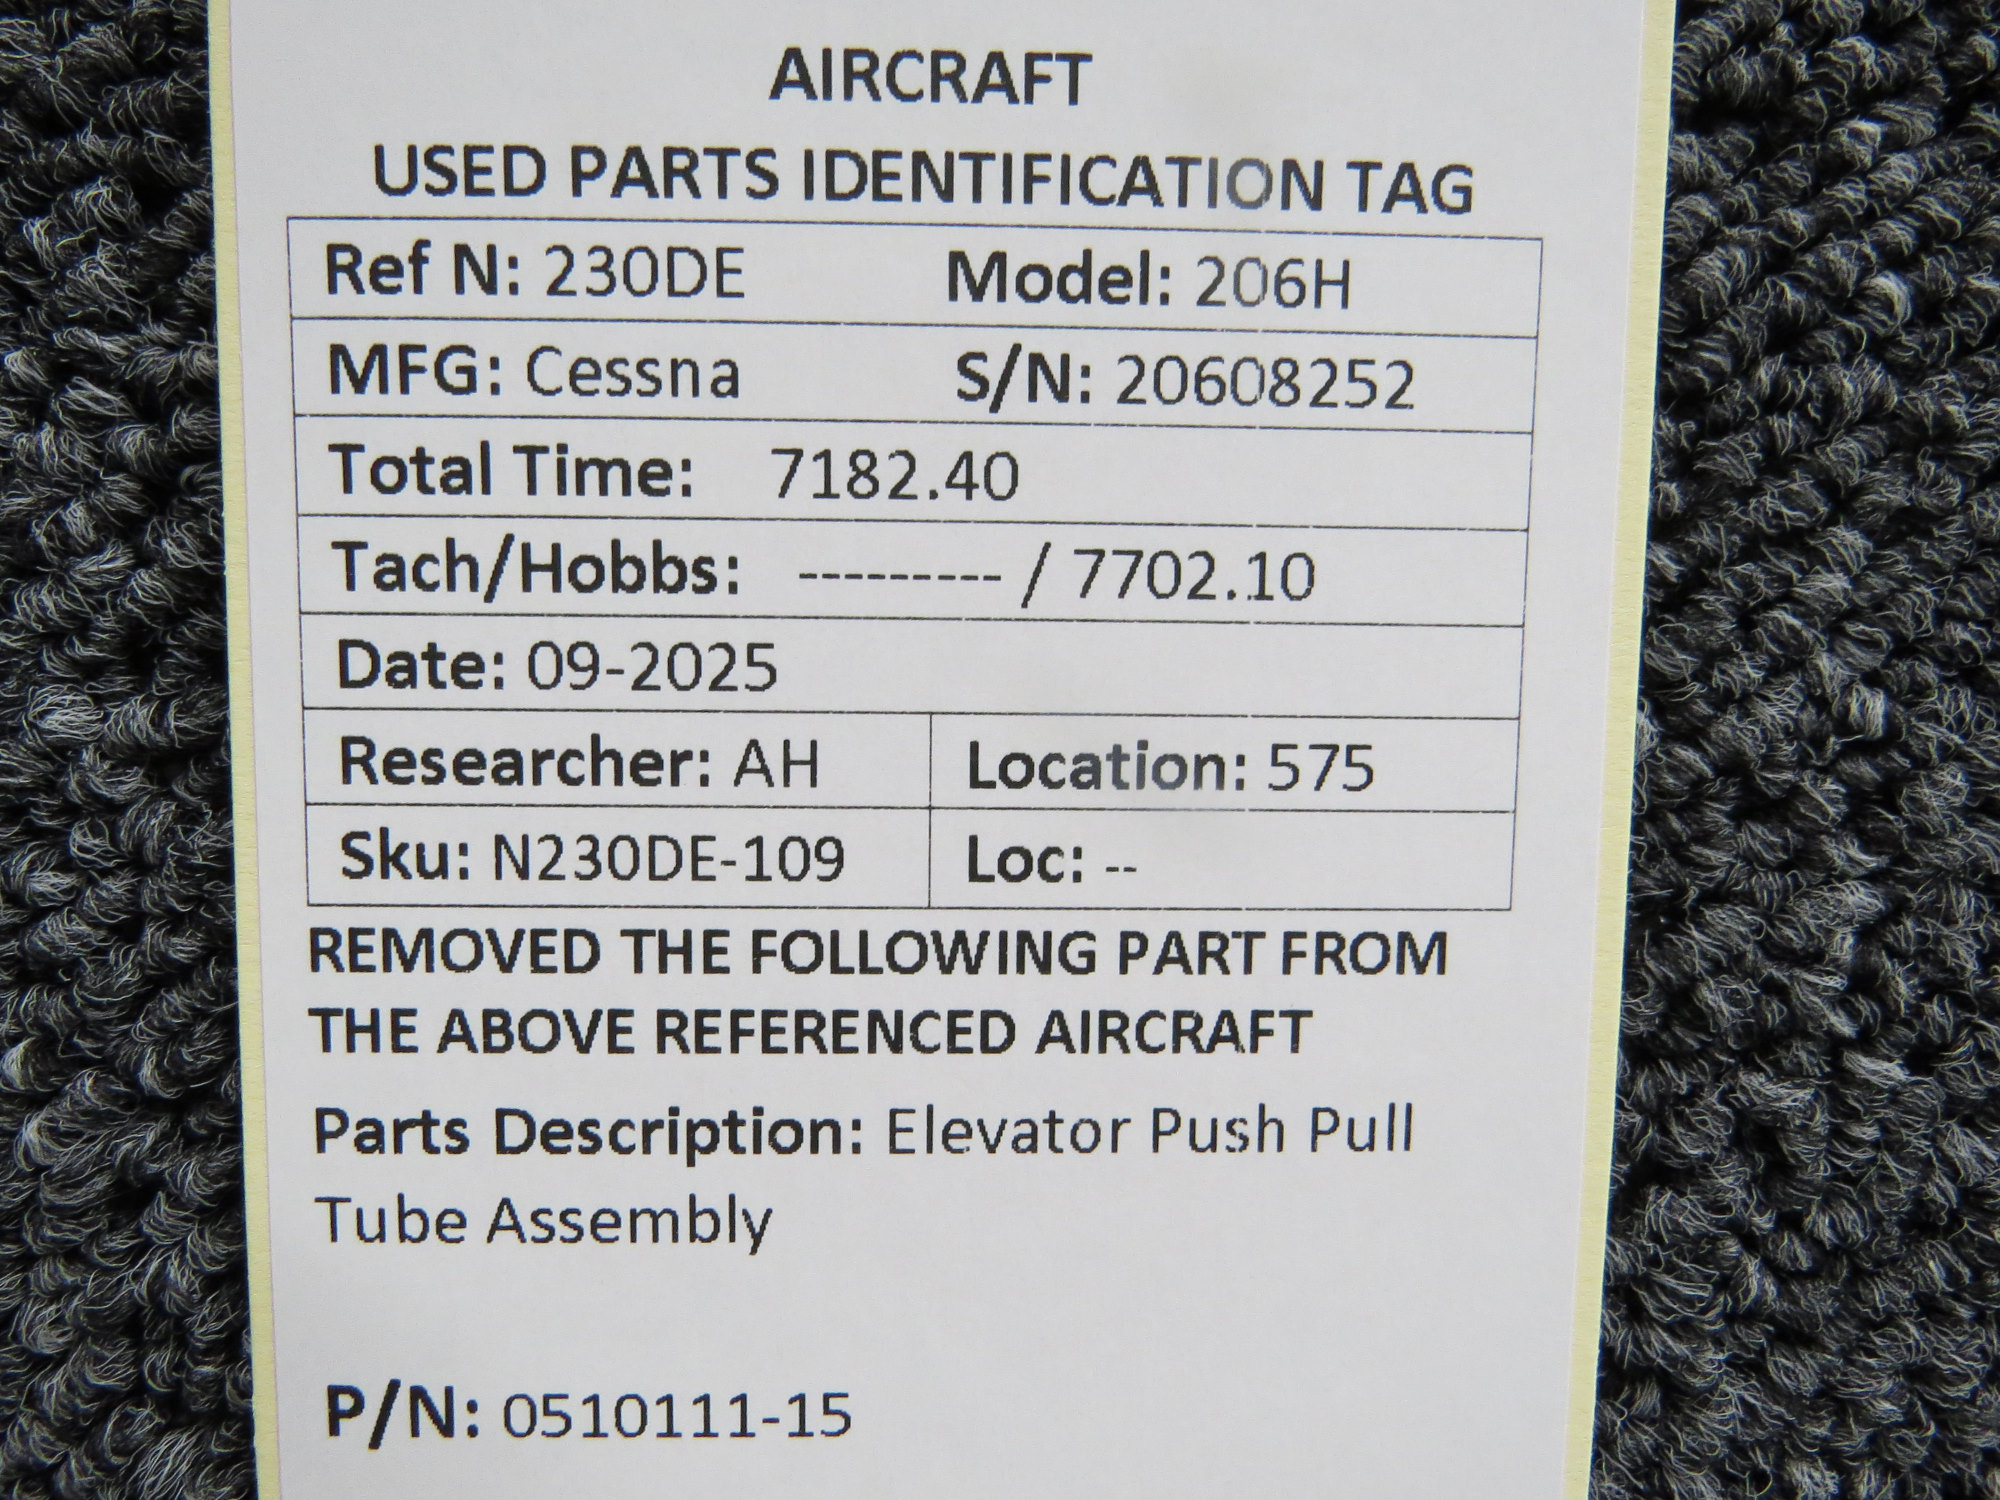 AIRCRAFT
USED PARTS IDENTIFICATION TAG
Ref N: 230DE Model: 206H
MFG: Cessna S/N: 20608252
Total Time: 7182.40
Tach/Hobbs: --------- / 7702.10
Date: 09-2025
Researcher: AH Location: 575
Sku: N230DE-109 Loc: --
REMOVED THE FOLLOWING PART FROM
THE ABOVE REFERENCED AIRCRAFT
Parts Description: Elevator Push Pull
Tube Assembly
P/N: 0510111-15